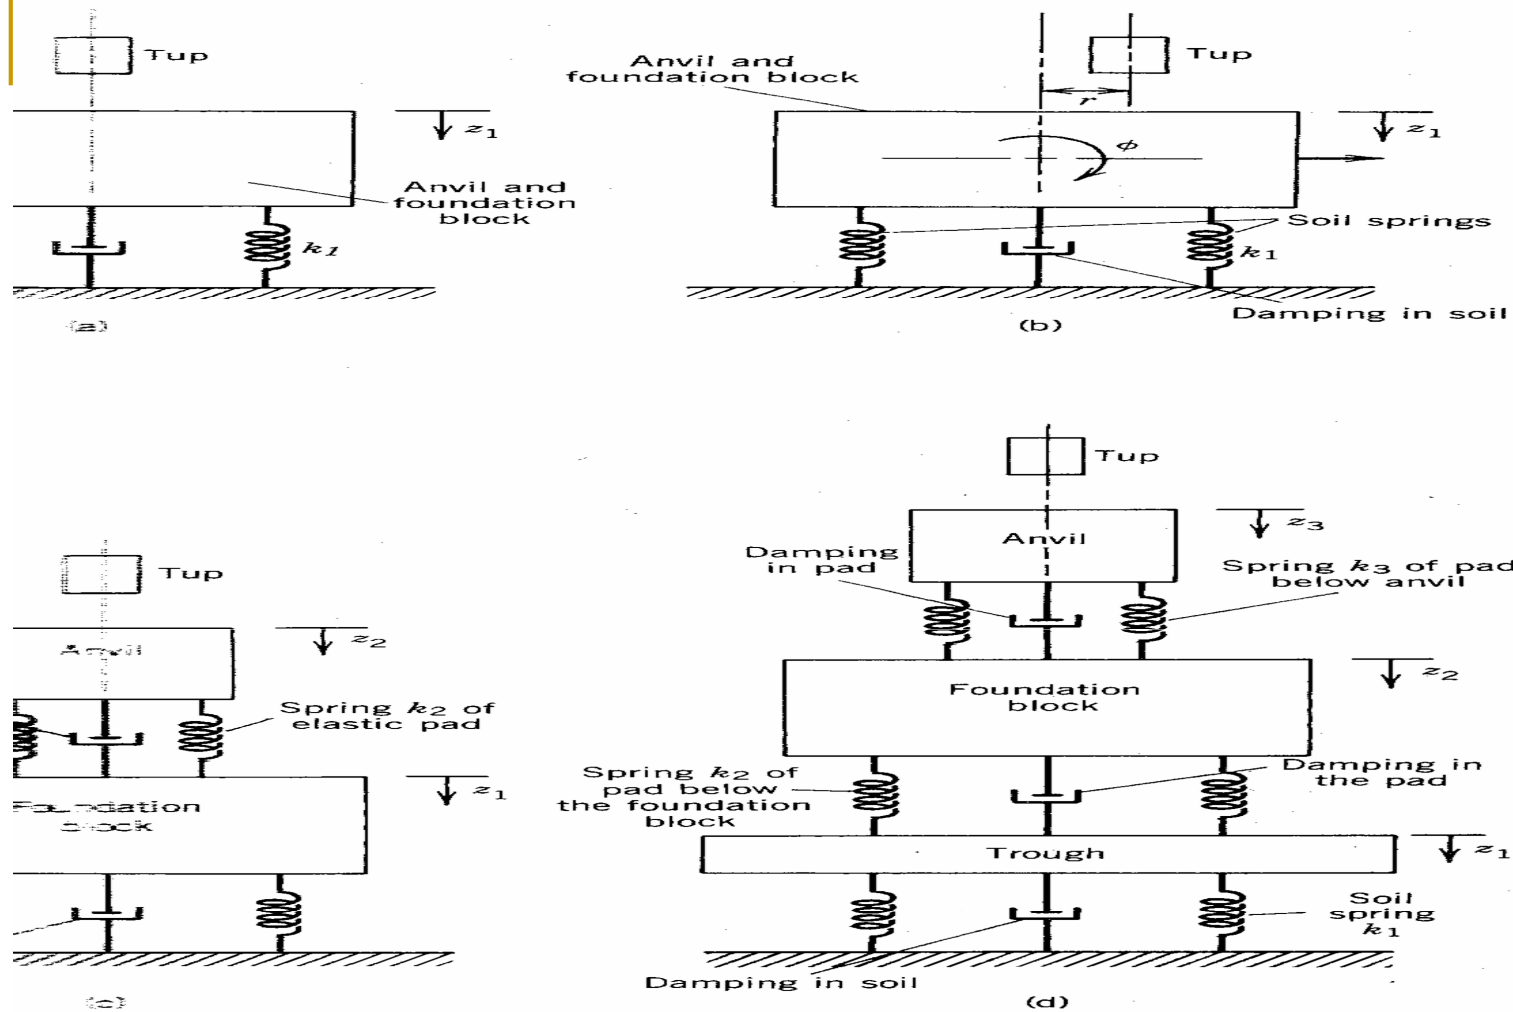 Tup
z1
Anvil and
foundation
block
k1
(a)
Anvil and
foundation block
Tup
r
z1
ϕ
Soil springs
k1
Damping in soil
(b)
Tup
z2
Anvil
Spring k2 of
elastic pad
z1
Foundation
block
(c)
Tup
Anvil
z3
Damping
in pad
Spring k3 of pad
below anvil
Foundation
block
z2
Spring k2 of
pad below
the foundation
block
Damping in
the pad
Trough
z1
Soil
spring
k1
Damping in soil
(d)